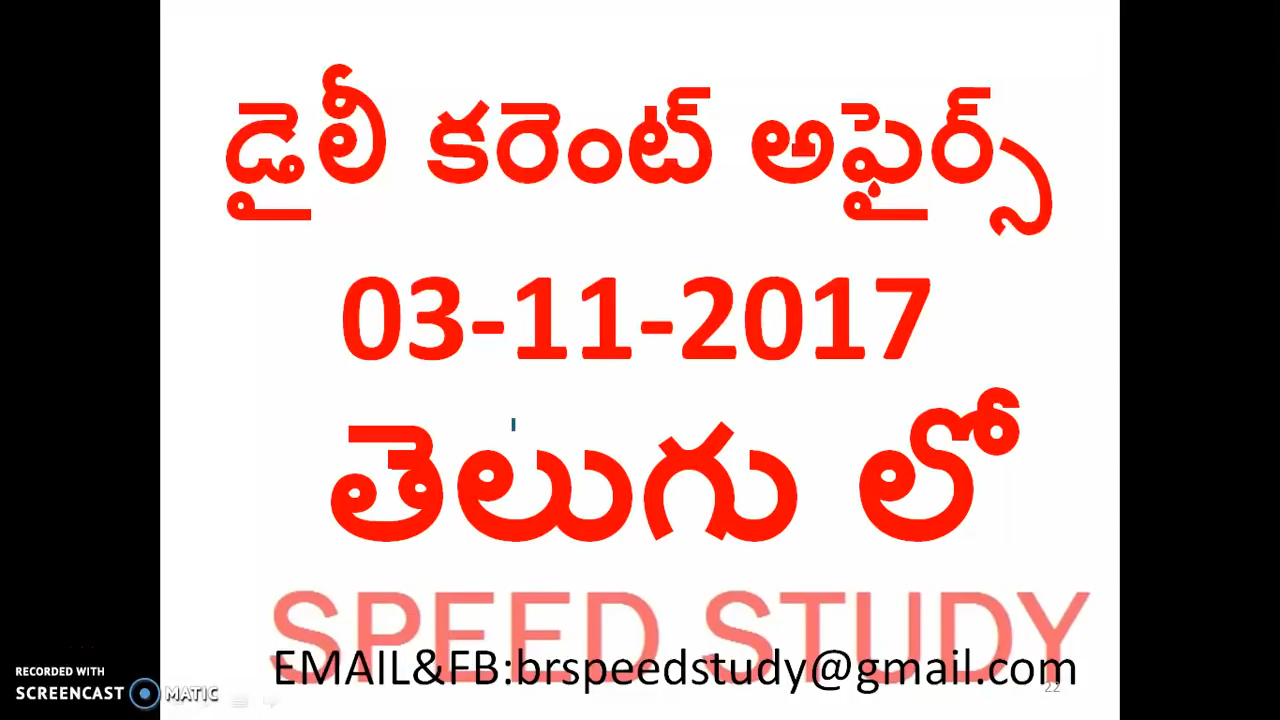 డైలీ కరెంట్ అఫైర్స్
03-11-2017
తెలుగు లో
SPEED STUDY
EMAIL&FB:brspeedstudy@gmail.com
22
RECORDED WITH
SCREENCAST MATIC